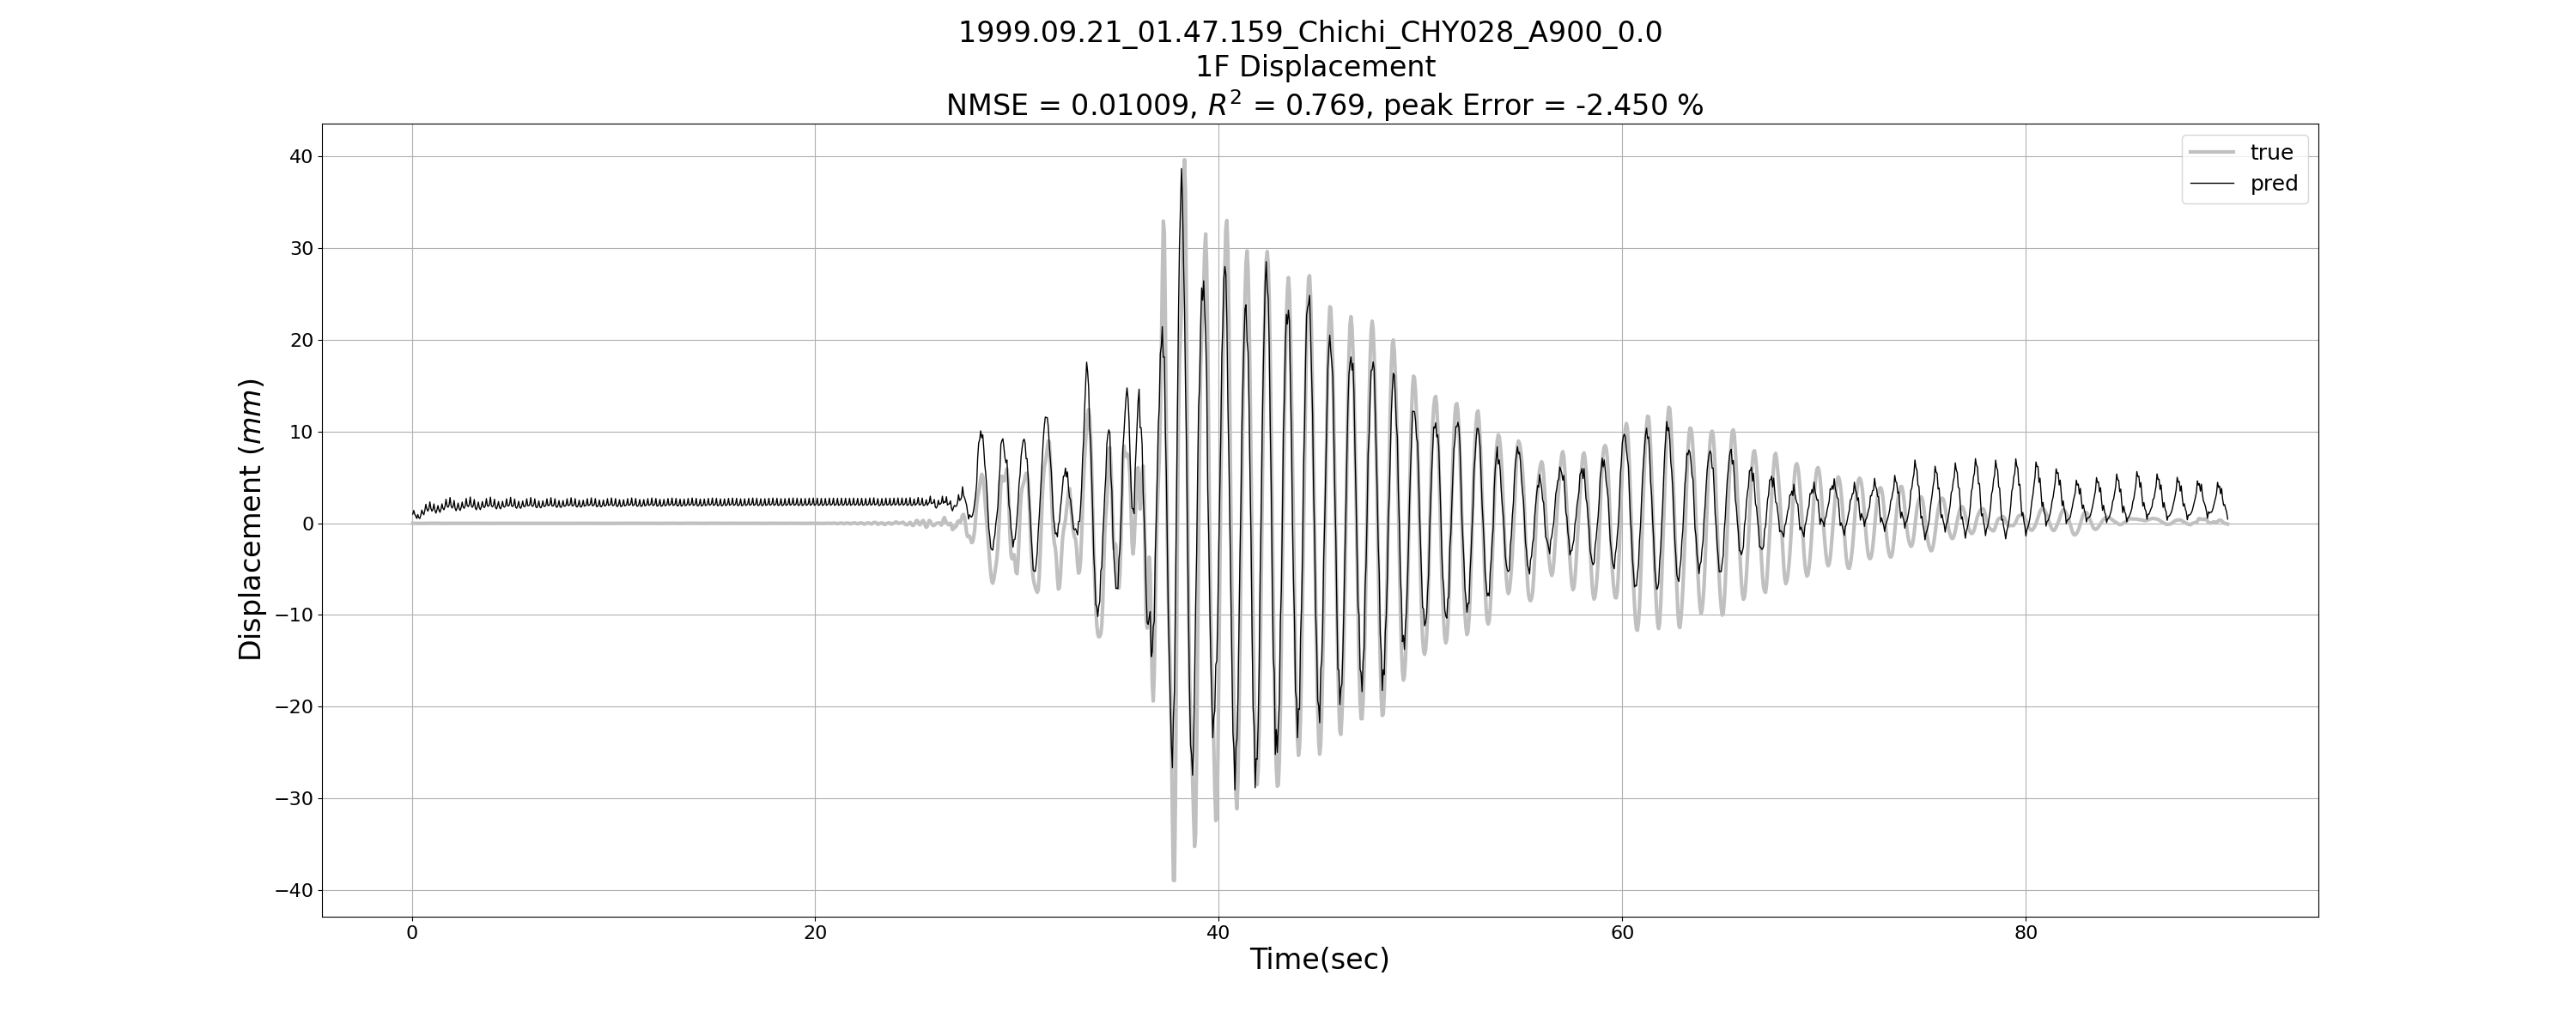 1999.09.21_01.47.159_Chichi_CHY028_A900_0.0
1F Displacement
NMSE = 0.01009, R² = 0.769, peak Error = -2.450 %
true
pred
Displacement (mm)
40
30
20
10
0
−10
−20
−30
−40
0 20 40 60 80
Time(sec)